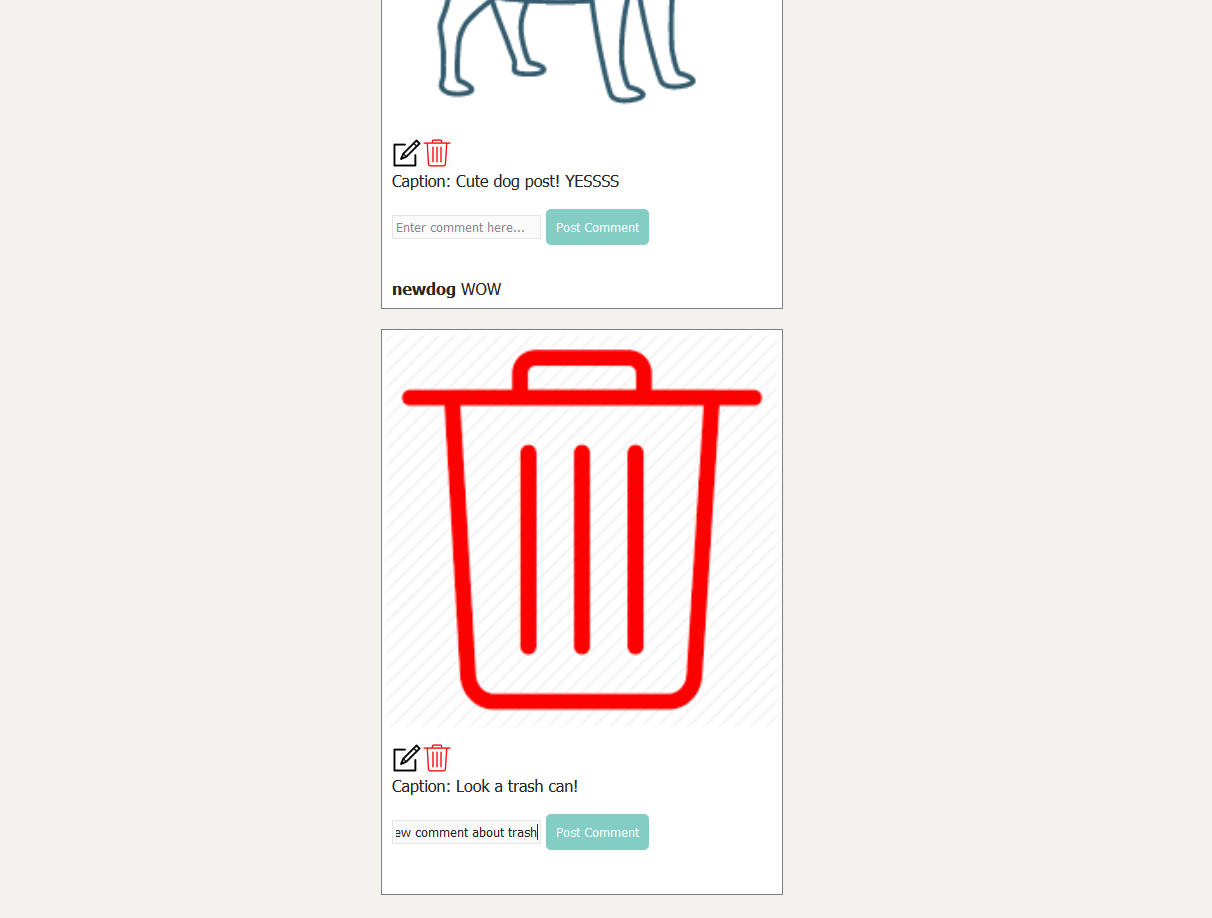 Caption: Cute dog post! YESSSS
Enter comment here... Post Comment
newdog WOW
Caption: Look a trash can!
ew comment about trash Post Comment